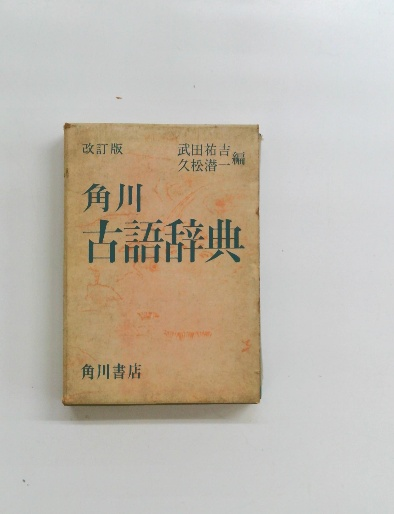 改訂版
武田祐吉
久松潜一
編
角川
古語辞典
角川書店